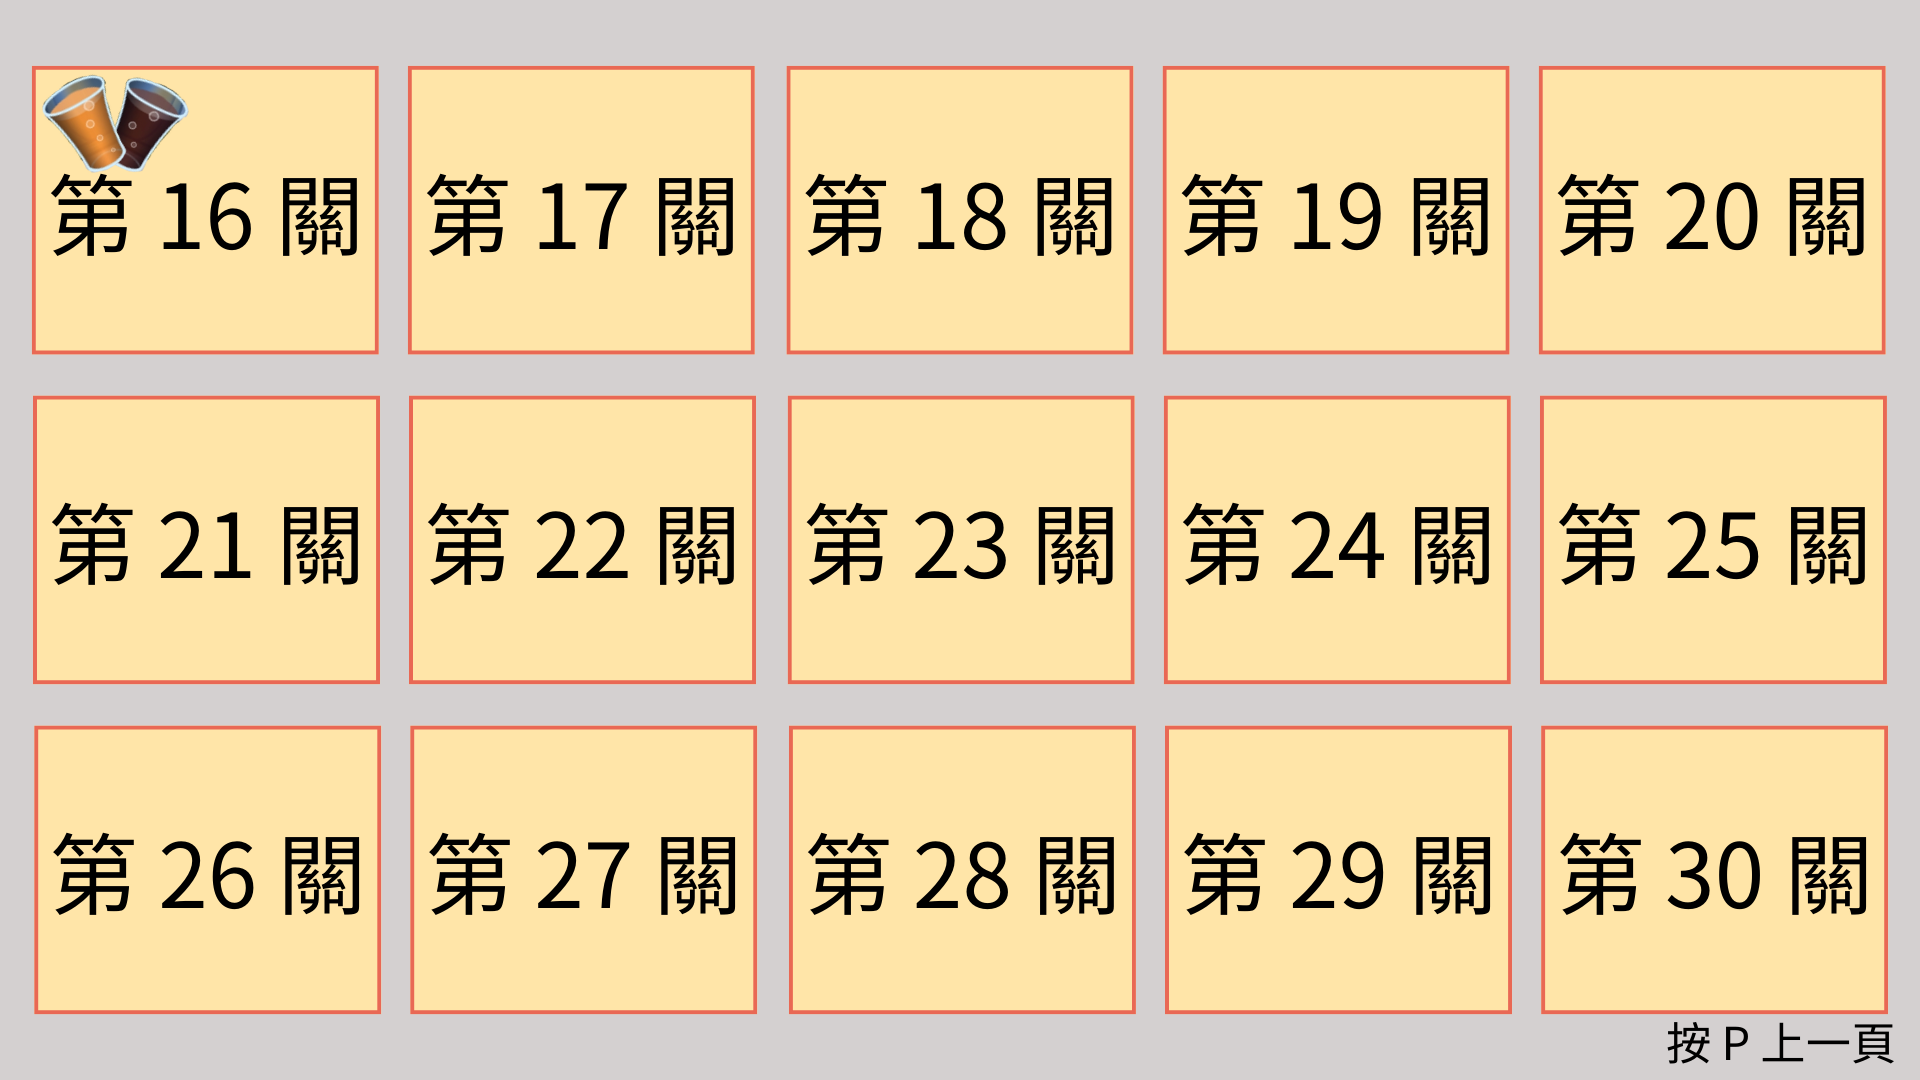 第 16 關
第 17 關
第 18 關
第 19 關
第 20 關
第 21 關
第 22 關
第 23 關
第 24 關
第 25 關
第 26 關
第 27 關
第 28 關
第 29 關
第 30 關
按 P 上一頁